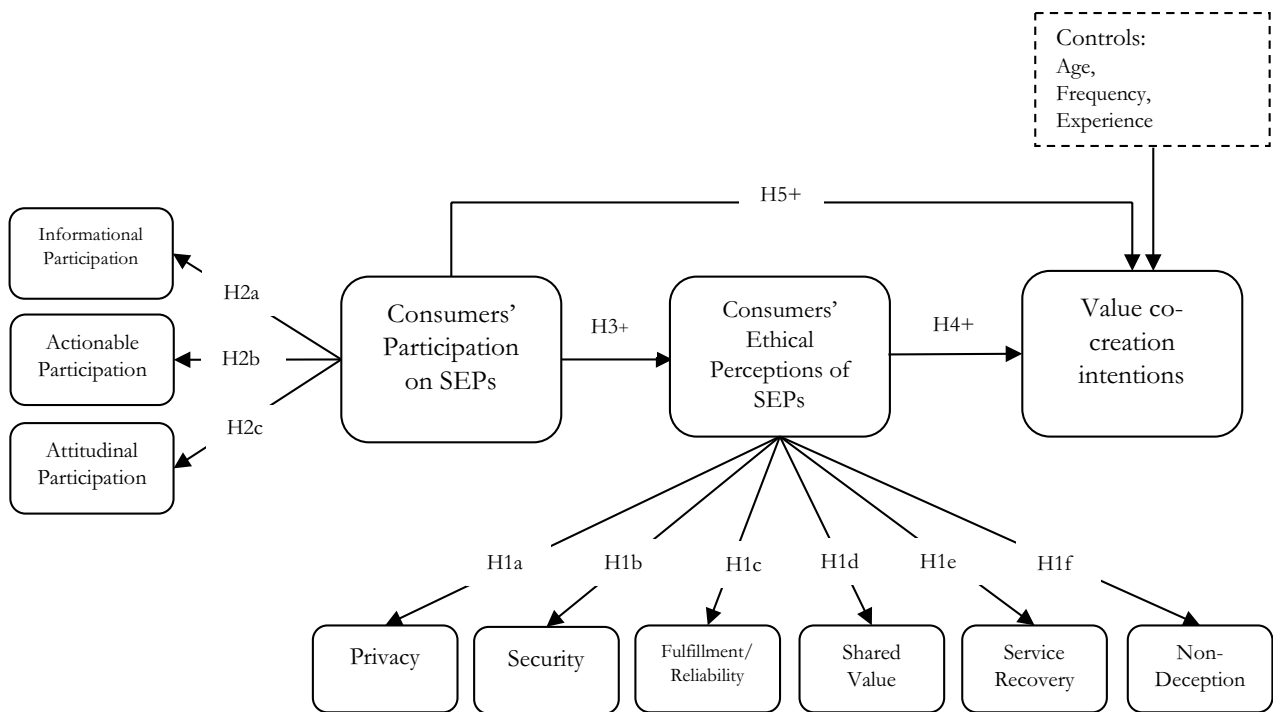 Controls:
Age,
Frequency,
Experience
H5+
Informational
Participation
H2a
Actionable
Participation
H2b
Attitudinal
Participation
H2c
Consumers’
Participation
on SEPs
H3+
Consumers’
Ethical
Perceptions of
SEPs
H4+
Value co-
creation
intentions
H1a
H1b
H1c
H1d
H1e
H1f
Privacy
Security
Fulfillment/
Reliability
Shared
Value
Service
Recovery
Non-
Deception